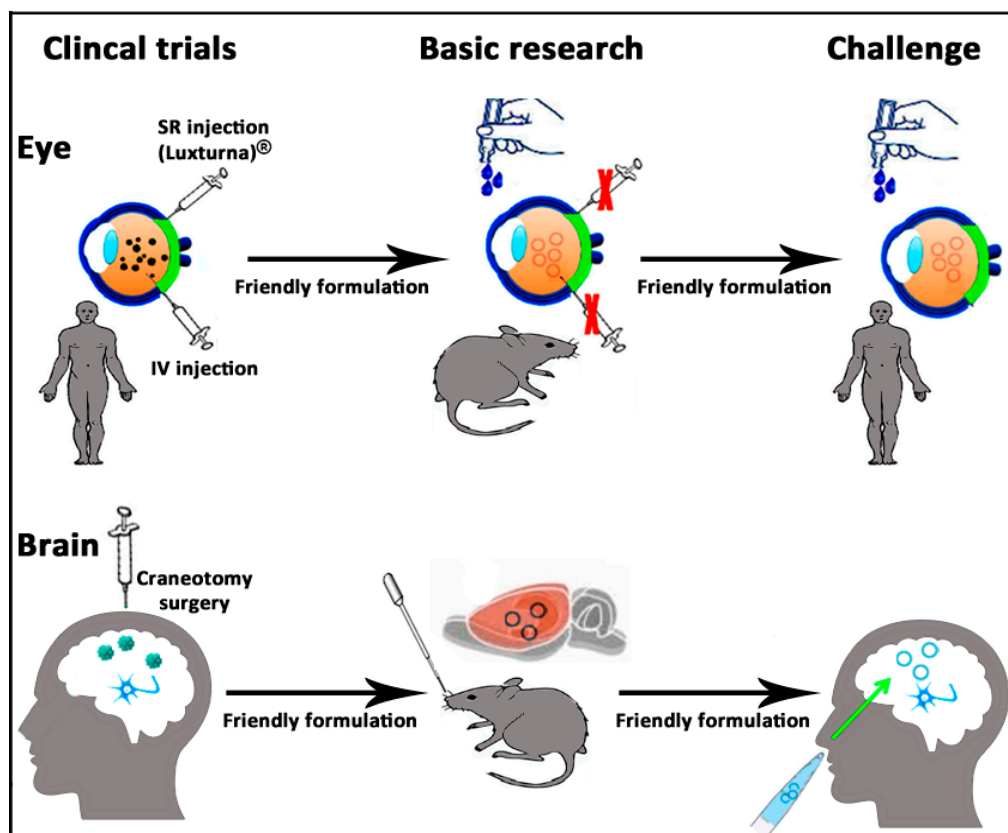 Clincal trials
Basic research
Challenge
Eye
SR injection
(Luxturna)®
Friendly formulation
Friendly formulation
IV injection
Brain
Craneotomy
surgery
Friendly formulation
Friendly formulation